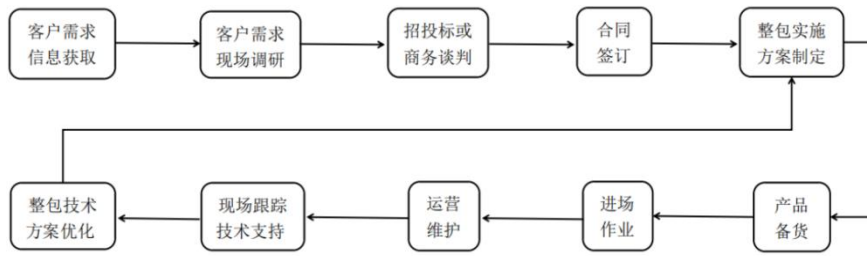 客户需求
信息获取
客户需求
现场调研
招投标或
商务谈判
合同
签订
整包实施
方案制定
整包技术
方案优化
现场跟踪
技术支持
运营
维护
进场
作业
产品
备货